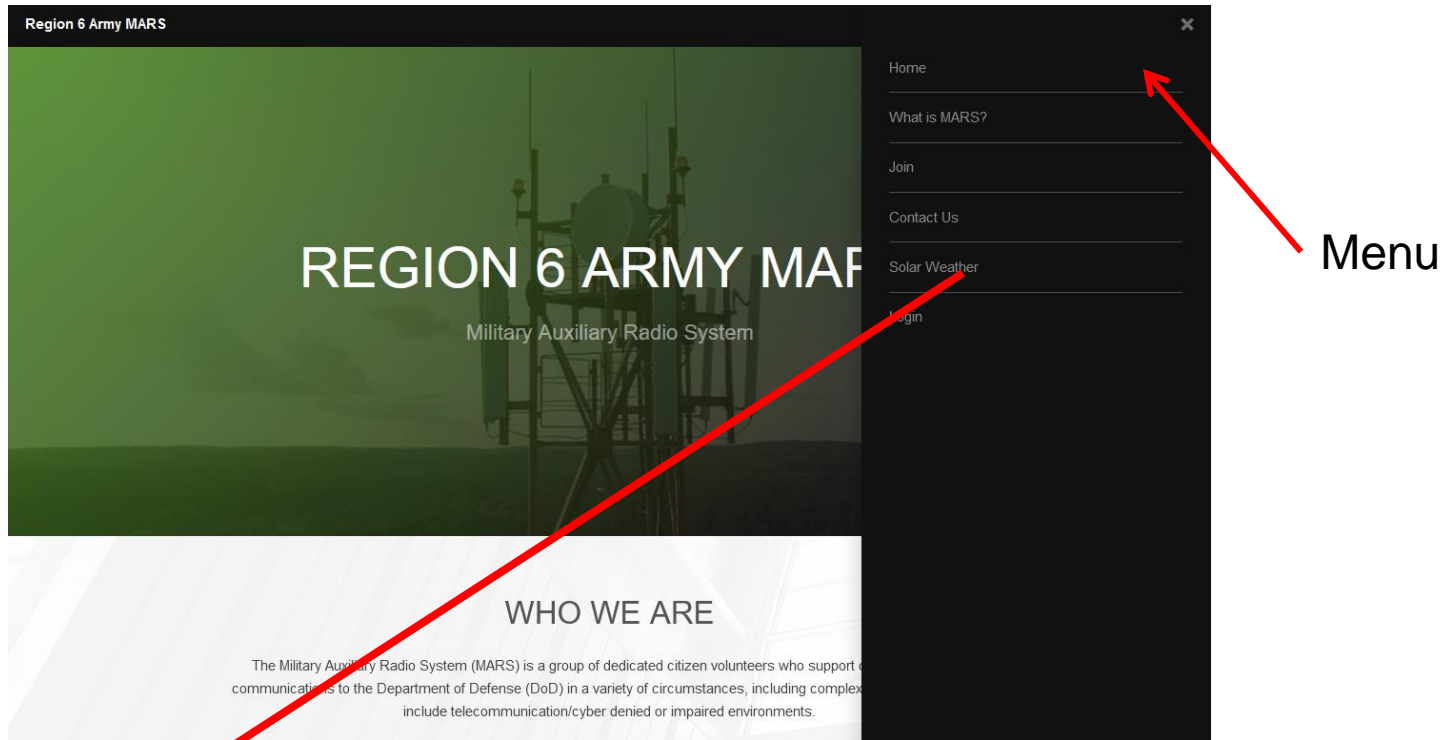 Region 6 Army MARS
Home
What is MARS?
Join
Contact Us
Solar Weather
Login
Menu
REGION 6 ARMY
Military Auxiliary Radio System
WHO WE ARE
The Military Auxiliary Radio System (MARS) is a group of dedicated citizen volunteers who support
communications to the Department of Defense (DoD) in a variety of circumstances, including complex
include telecommunication/cyber denied or impaired environments.